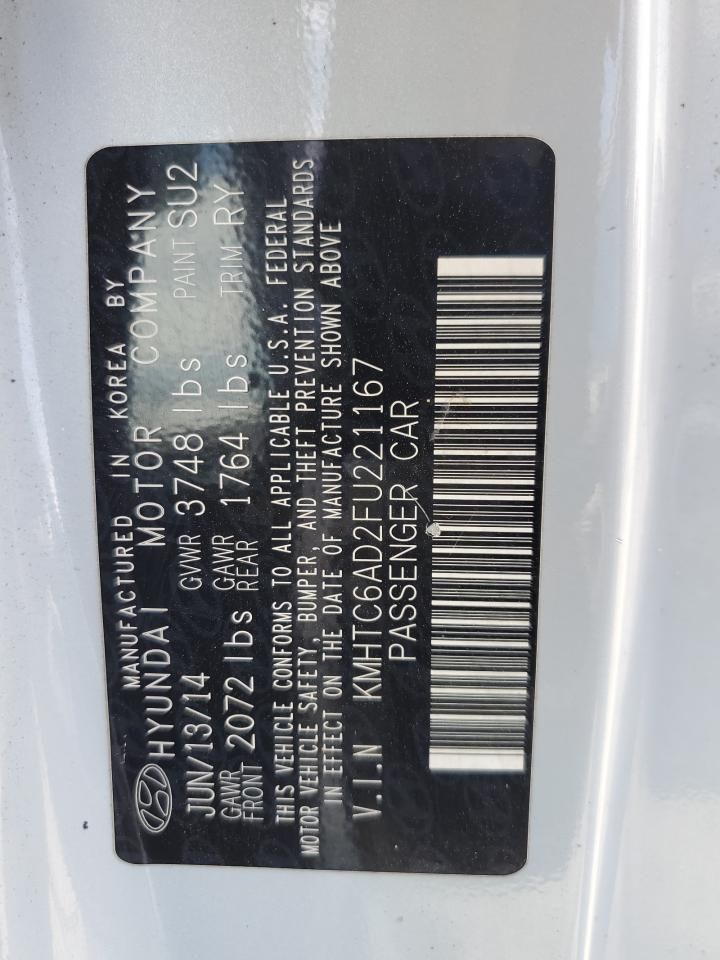 MANUFACTURED IN KOREA BY
HYUNDAI MOTOR COMPANY
JUN/13/14 GVWR 3748 lbs PAINT SU2
GAWR FRONT 2072 lbs GAWR REAR 1764 lbs TRIM RY
THIS VEHICLE CONFORMS TO ALL APPLICABLE U.S.A. FEDERAL
MOTOR VEHICLE SAFETY, BUMPER, AND THEFT PREVENTION STANDARDS
IN EFFECT ON THE DATE OF MANUFACTURE SHOWN ABOVE
V.I.N KMHTC6AD2FU221167
PASSENGER CAR